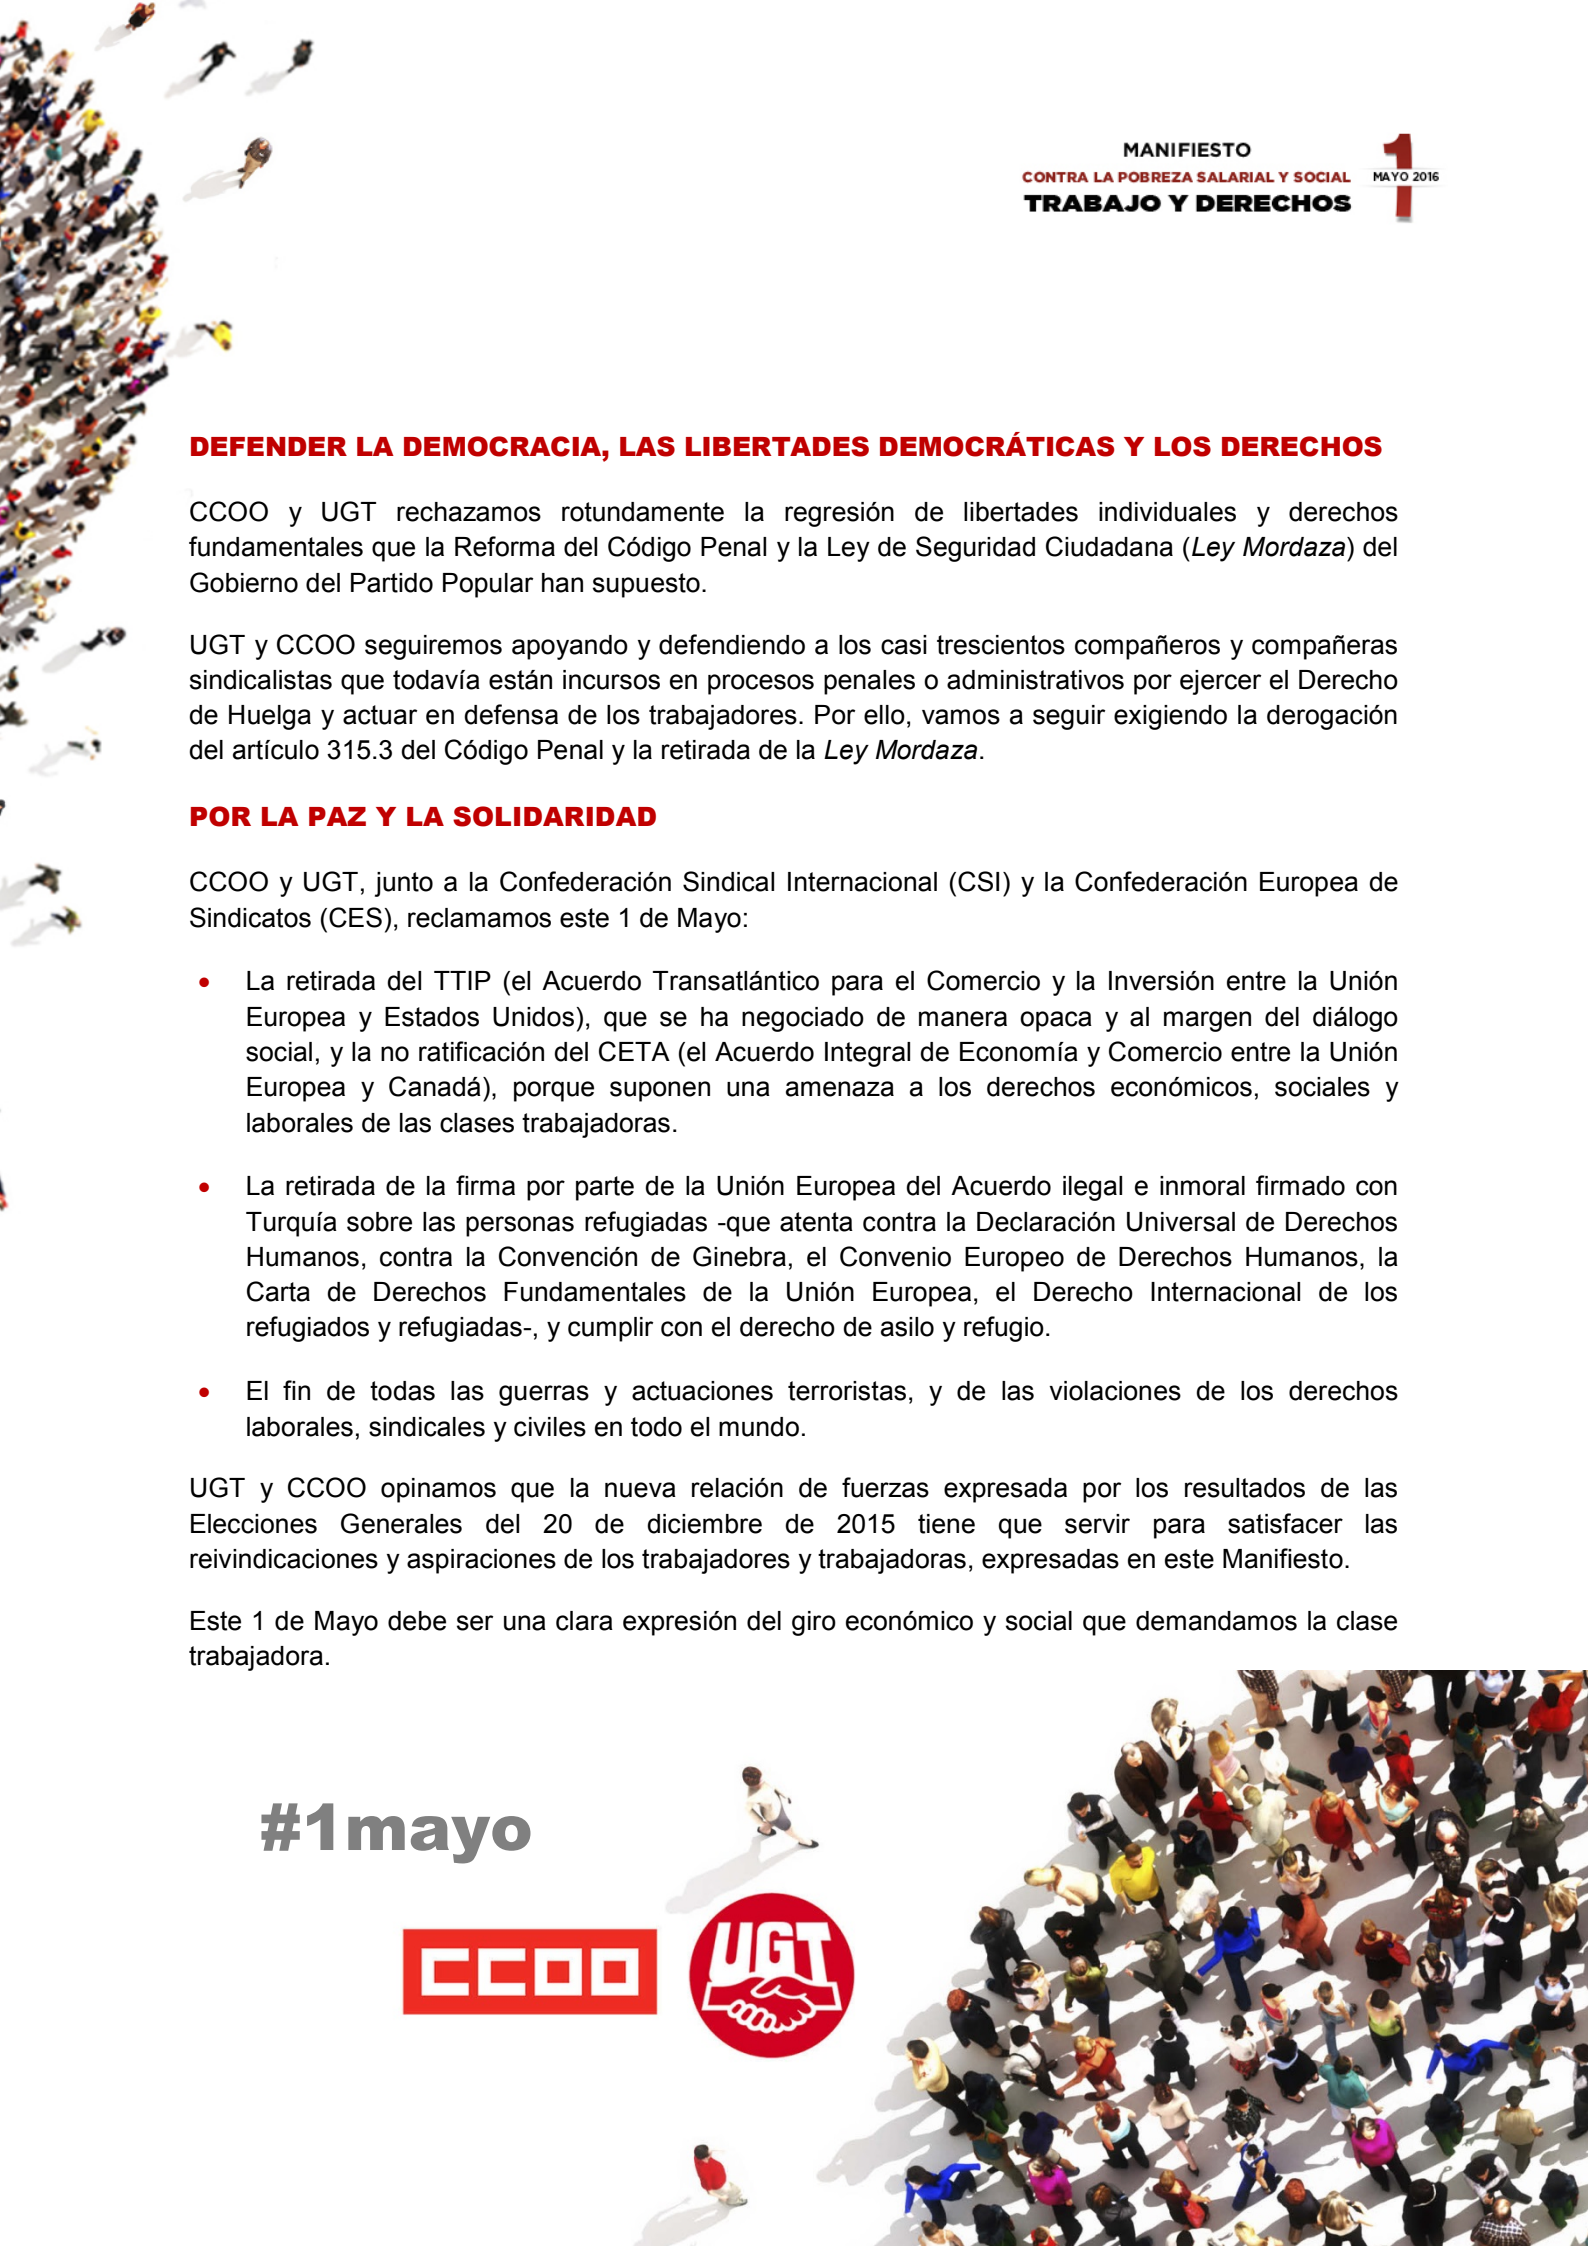 MANIFIESTO
CONTRA LA POBREZA SALARIAL Y SOCIAL
TRABAJO Y DERECHOS
1
MAYO 2016
DEFENDER LA DEMOCRACIA, LAS LIBERTADES DEMOCRÁTICAS Y LOS DERECHOS
CCOO y UGT rechazamos rotundamente la regresión de libertades individuales y derechos
fundamentales que la Reforma del Código Penal y la Ley de Seguridad Ciudadana (Ley Mordaza) del
Gobierno del Partido Popular han supuesto.
UGT y CCOO seguiremos apoyando y defendiendo a los casi trescientos compañeros y compañeras
sindicalistas que todavía están incursos en procesos penales o administrativos por ejercer el Derecho
de Huelga y actuar en defensa de los trabajadores. Por ello, vamos a seguir exigiendo la derogación
del artículo 315.3 del Código Penal y la retirada de la Ley Mordaza.
POR LA PAZ Y LA SOLIDARIDAD
CCOO y UGT, junto a la Confederación Sindical Internacional (CSI) y la Confederación Europea de
Sindicatos (CES), reclamamos este 1 de Mayo:
• La retirada del TTIP (el Acuerdo Transatlántico para el Comercio y la Inversión entre la Unión
Europea y Estados Unidos), que se ha negociado de manera opaca y al margen del diálogo
social, y la no ratificación del CETA (el Acuerdo Integral de Economía y Comercio entre la Unión
Europea y Canadá), porque suponen una amenaza a los derechos económicos, sociales y
laborales de las clases trabajadoras.
• La retirada de la firma por parte de la Unión Europea del Acuerdo ilegal e inmoral firmado con
Turquía sobre las personas refugiadas -que atenta contra la Declaración Universal de Derechos
Humanos, contra la Convención de Ginebra, el Convenio Europeo de Derechos Humanos, la
Carta de Derechos Fundamentales de la Unión Europea, el Derecho Internacional de los
refugiados y refugiadas-, y cumplir con el derecho de asilo y refugio.
• El fin de todas las guerras y actuaciones terroristas, y de las violaciones de los derechos
laborales, sindicales y civiles en todo el mundo.
UGT y CCOO opinamos que la nueva relación de fuerzas expresada por los resultados de las
Elecciones Generales del 20 de diciembre de 2015 tiene que servir para satisfacer las
reivindicaciones y aspiraciones de los trabajadores y trabajadoras, expresadas en este Manifiesto.
Este 1 de Mayo debe ser una clara expresión del giro económico y social que demandamos la clase
trabajadora.
#1mayo
CCOO
UGT